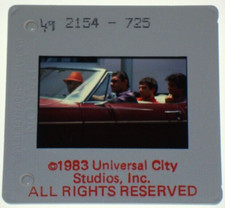 49 2154 - 725
©1983 Universal City
Studios, Inc.
ALL RIGHTS RESERVED